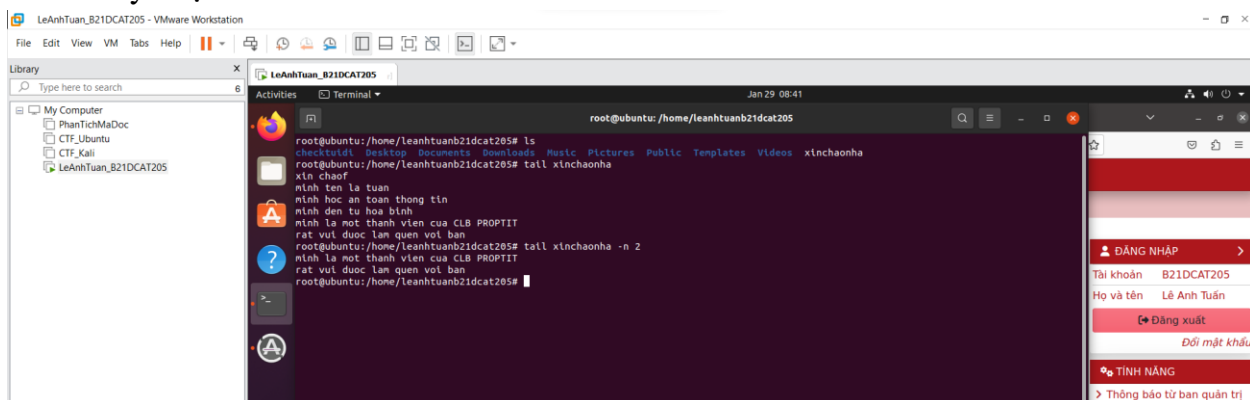 LeAnhTuan_B21DCAT205 - VMware Workstation
File Edit View VM Tabs Help
Library X
Type here to search 6
My Computer
PhanTichMaDoc
CTF_Ubuntu
CTF_Kali
LeAnhTuan_B21DCAT205
LeAnhTuan_B21DCAT205
Activities Terminal Jan 29 08:41
root@ubuntu: /home/leanhtuanb21dcat205
root@ubuntu:/home/leanhtuanb21dcat205# ls
checktuidi Desktop Documents Downloads Music Pictures Public Templates Videos xinchaonha
root@ubuntu:/home/leanhtuanb21dcat205# tail xinchaonha
xin chaof
minh ten la tuan
minh hoc an toan thong tin
minh den tu hoa binh
minh la mot thanh vien cua CLB PROPTIT
rat vui duoc lam quen voi ban
root@ubuntu:/home/leanhtuanb21dcat205# tail xinchaonha -n 2
minh la mot thanh vien cua CLB PROPTIT
rat vui duoc lam quen voi ban
root@ubuntu:/home/leanhtuanb21dcat205#
ĐĂNG NHẬP
Tài khoản B21DCAT205
Họ và tên Lê Anh Tuấn
Đăng xuất
Đổi mật khẩu
TÍNH NĂNG
Thông báo từ ban quản trị